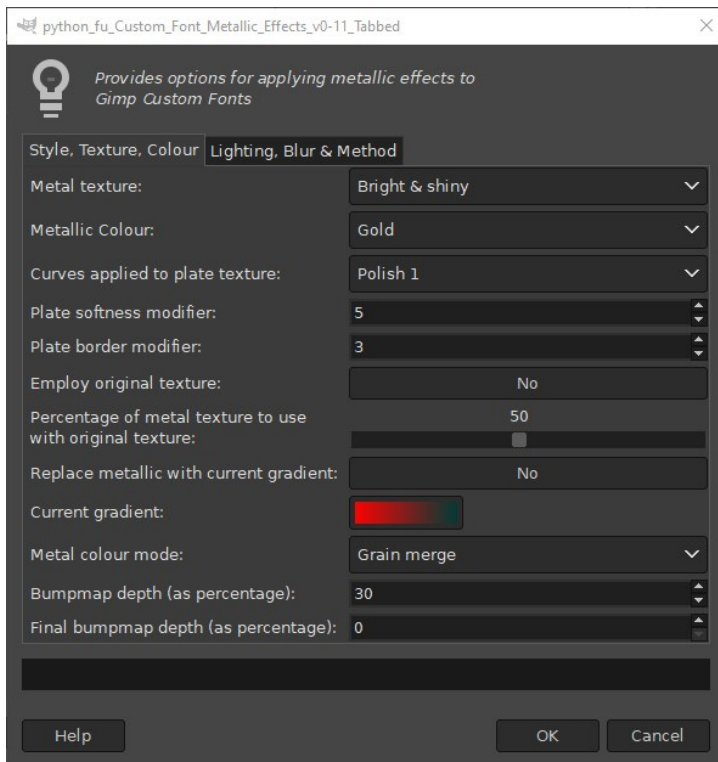 python_fu_Custom_Font_Metallic_Effects_v0-11_Tabbed
Provides options for applying metallic effects to
Gimp Custom Fonts
Style, Texture, Colour Lighting, Blur & Method
Metal texture: Bright & shiny
Metallic Colour: Gold
Curves applied to plate texture: Polish 1
Plate softness modifier: 5
Plate border modifier: 3
Employ original texture: No
Percentage of metal texture to use
with original texture: 50
Replace metallic with current gradient: No
Current gradient:
Metal colour mode: Grain merge
Bumpmap depth (as percentage): 30
Final bumpmap depth (as percentage): 0
Help OK Cancel